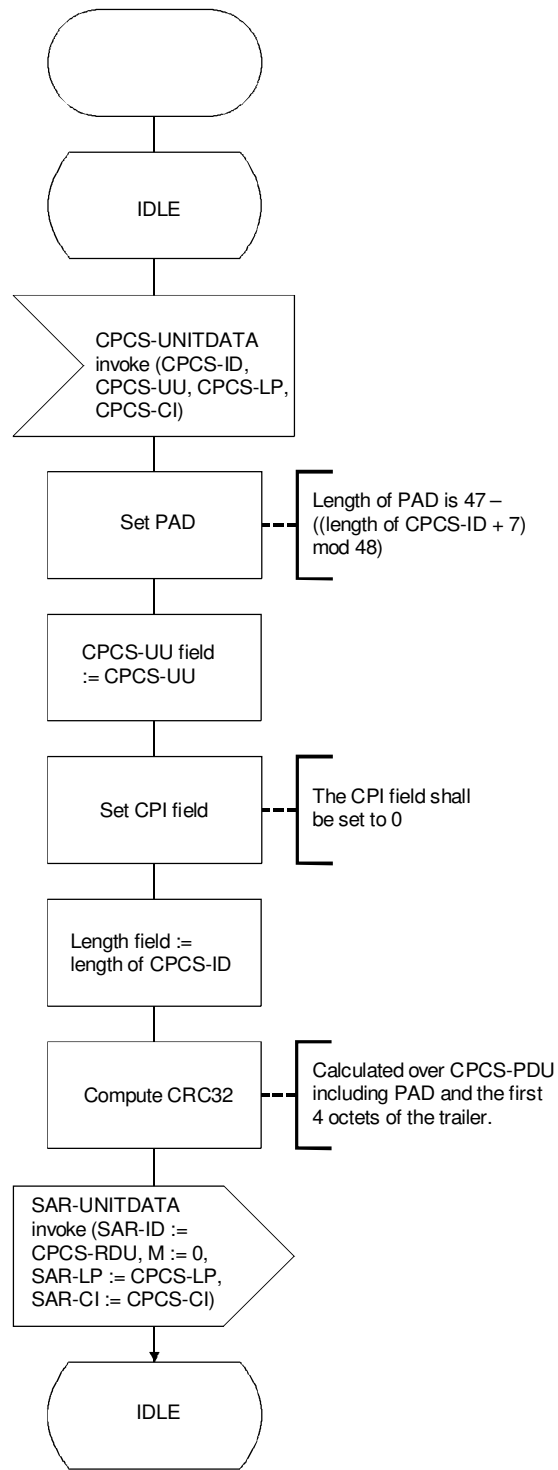 IDLE
CPCS-UNITDATA
invoke (CPCS-ID,
CPCS-UU, CPCS-LP,
CPCS-CI)
Set PAD
Length of PAD is 47 –
((length of CPCS-ID + 7)
mod 48)
CPCS-UU field
:= CPCS-UU
Set CPI field
The CPI field shall
be set to 0
Length field :=
length of CPCS-ID
Compute CRC32
Calculated over CPCS-PDU
including PAD and the first
4 octets of the trailer.
SAR-UNITDATA
invoke (SAR-ID :=
CPCS-RDU, M := 0,
SAR-LP := CPCS-LP,
SAR-CI := CPCS-CI)
IDLE